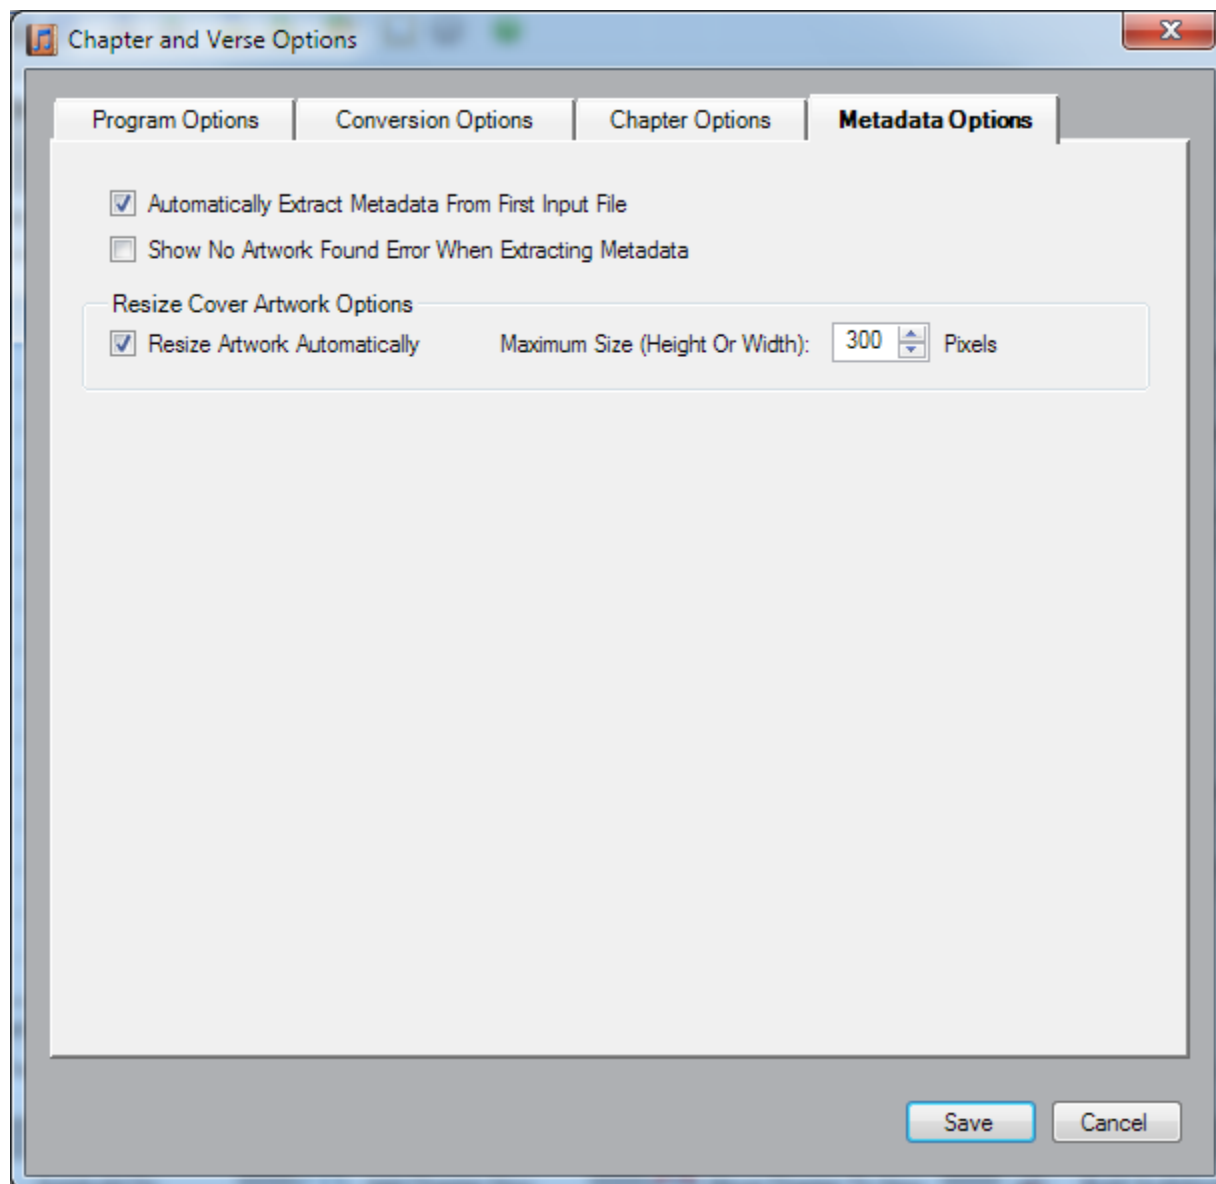 Chapter and Verse Options
Program Options Conversion Options Chapter Options Metadata Options
Automatically Extract Metadata From First Input File
Show No Artwork Found Error When Extracting Metadata
Resize Cover Artwork Options
Resize Artwork Automatically Maximum Size (Height Or Width): 300 Pixels
Save Cancel